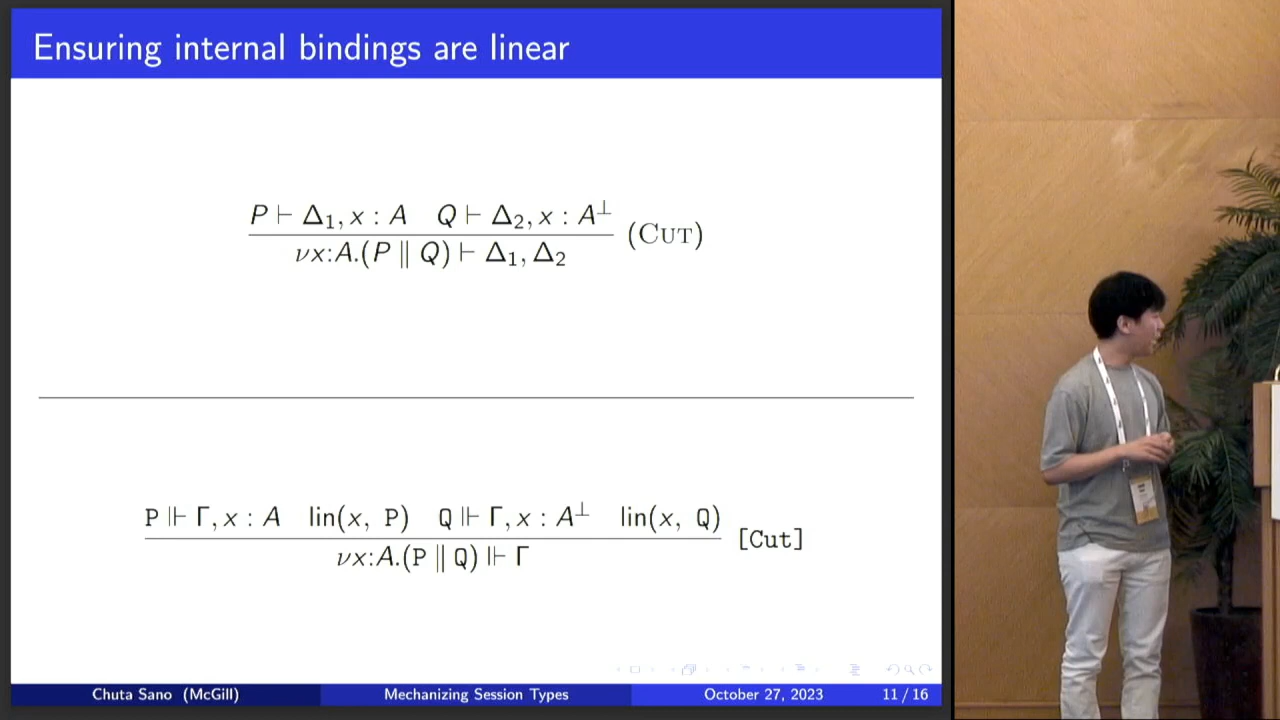 Ensuring internal bindings are linear
P ⊢ Δ₁, x : A Q ⊢ Δ₂, x : A⊥
νx:A.(P ∥ Q) ⊢ Δ₁, Δ₂
(Cut)
P ⊩ Γ, x : A lin(x, P) Q ⊩ Γ, x : A⊥ lin(x, Q)
νx:A.(P ∥ Q) ⊩ Γ
[Cut]
Chuta Sano (McGill) Mechanizing Session Types October 27, 2023 11 / 16